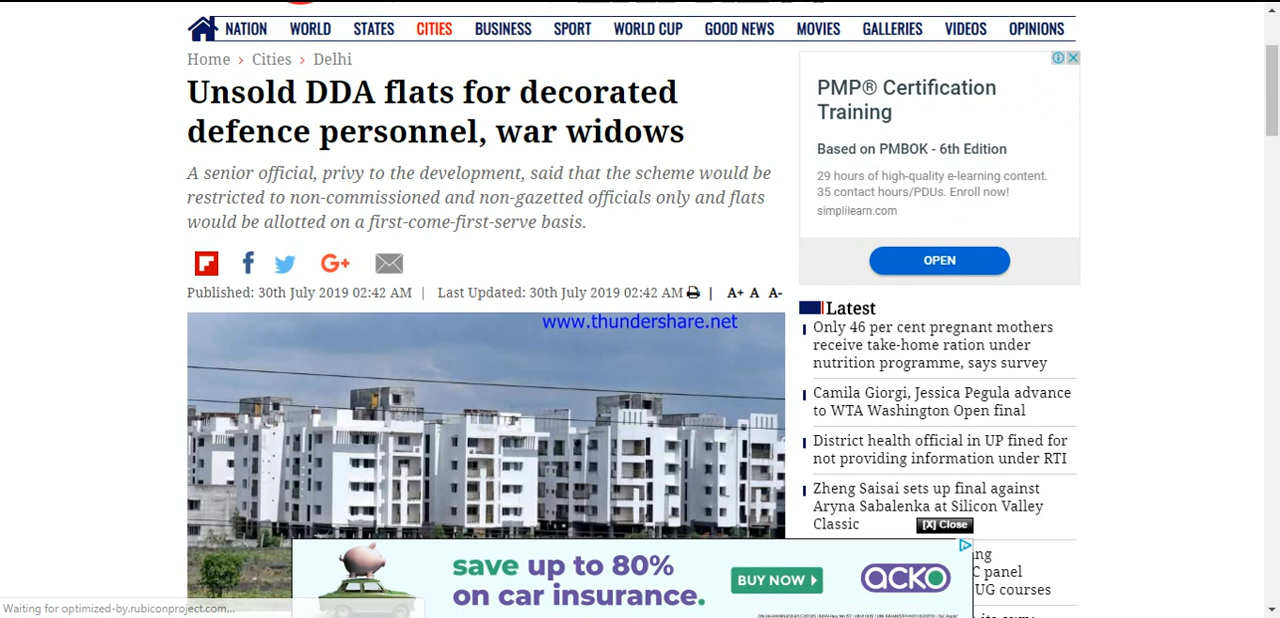 NATION WORLD STATES CITIES BUSINESS SPORT WORLD CUP GOOD NEWS MOVIES GALLERIES VIDEOS OPINIONS
Home › Cities › Delhi
Unsold DDA flats for decorated
defence personnel, war widows
A senior official, privy to the development, said that the scheme would be
restricted to non-commissioned and non-gazetted officials only and flats
would be allotted on a first-come-first-serve basis.
G+
Published: 30th July 2019 02:42 AM | Last Updated: 30th July 2019 02:42 AM | A+ A A-
www.thundershare.net
PMP® Certification
Training
Based on PMBOK - 6th Edition
29 hours of high-quality e-learning content.
35 contact hours/PDUs. Enroll now!
simplilearn.com
OPEN
Latest
Only 46 per cent pregnant mothers
receive take-home ration under
nutrition programme, says survey
Camila Giorgi, Jessica Pegula advance
to WTA Washington Open final
District health official in UP fined for
not providing information under RTI
Zheng Saisai sets up final against
Aryna Sabalenka at Silicon Valley
Classic
[X] Close
ng
C panel
UG courses
save up to 80%
on car insurance.
BUY NOW
ACKO
Waiting for optimized-by.rubiconproject.com...